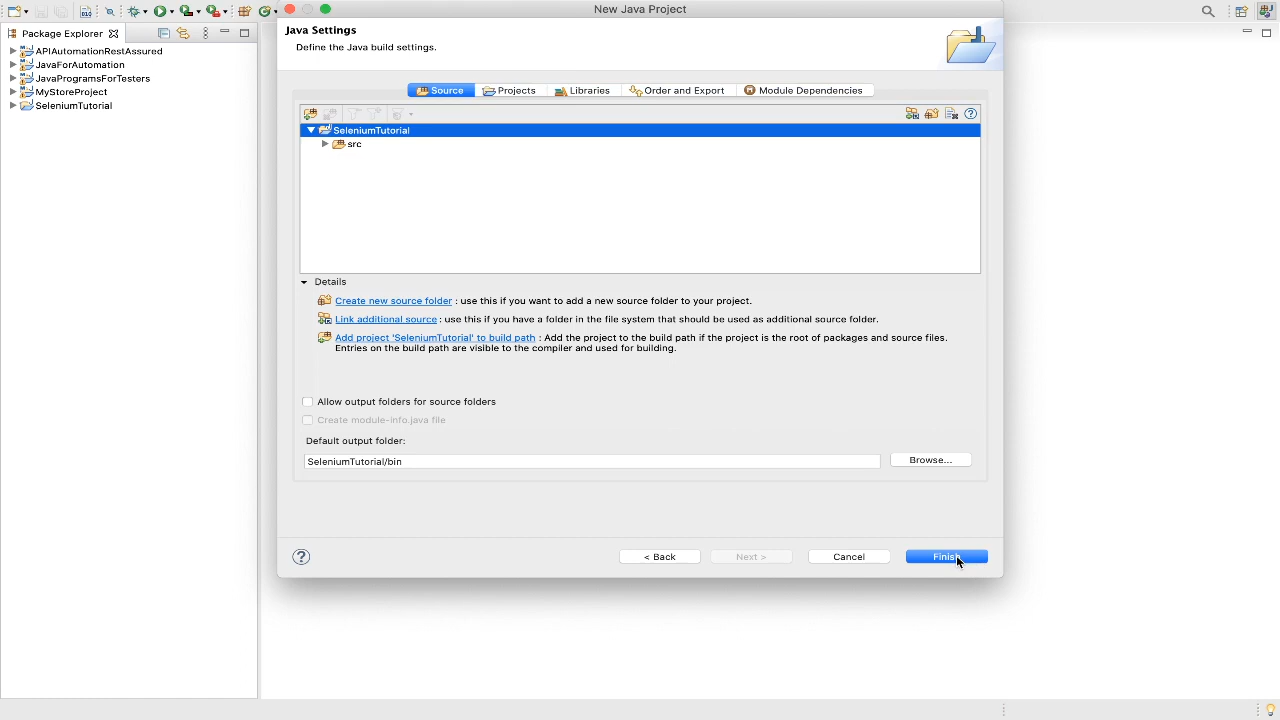 New Java Project
Package Explorer
APIAutomationRestAssured
JavaForAutomation
JavaProgramsForTesters
MyStoreProject
SeleniumTutorial
Java Settings
Define the Java build settings.
Source
Projects
Libraries
Order and Export
Module Dependencies
SeleniumTutorial
src
Details
Create new source folder : use this if you want to add a new source folder to your project.
Link additional source : use this if you have a folder in the file system that should be used as additional source folder.
Add project 'SeleniumTutorial' to build path : Add the project to the build path if the project is the root of packages and source files.
Entries on the build path are visible to the compiler and used for building.
Allow output folders for source folders
Create module-info.java file
Default output folder:
SeleniumTutorial/bin
Browse...
< Back
Next >
Cancel
Finish